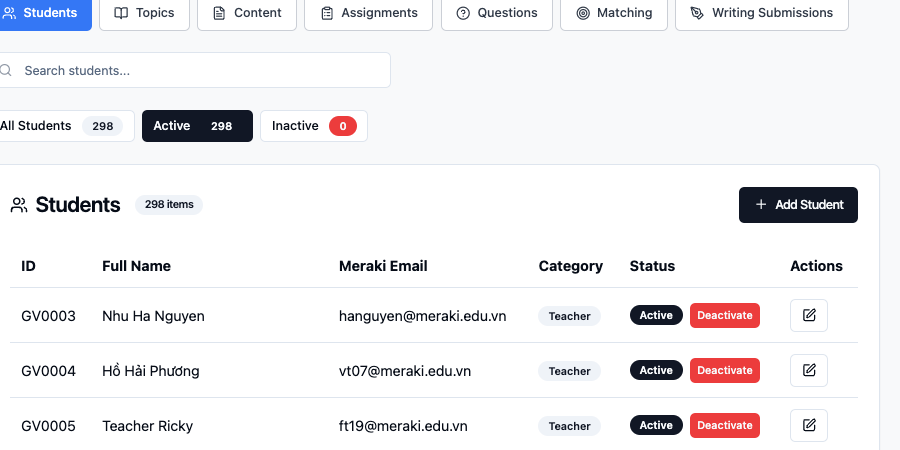 Students Topics Content Assignments Questions Matching Writing Submissions
Search students...
All Students 298 Active 298 Inactive 0
Students 298 items + Add Student
ID Full Name Meraki Email Category Status Actions
GV0003 Nhu Ha Nguyen hanguyen@meraki.edu.vn Teacher Active Deactivate
GV0004 Hồ Hải Phương vt07@meraki.edu.vn Teacher Active Deactivate
GV0005 Teacher Ricky ft19@meraki.edu.vn Teacher Active Deactivate